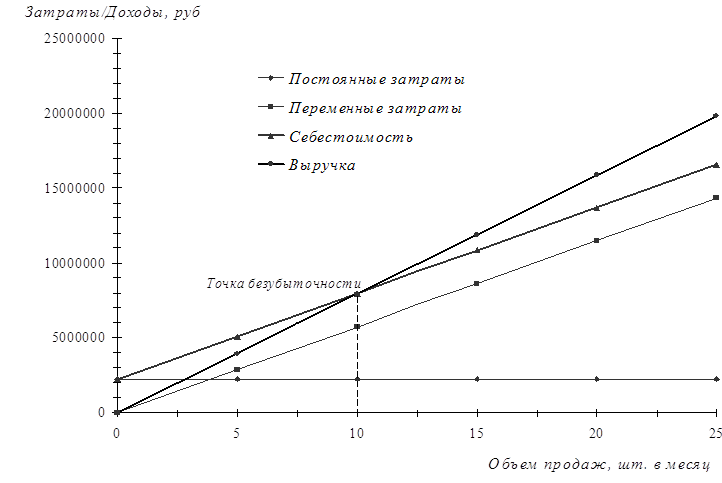 Затраты/Доходы, руб
25000000
Постоянные затраты
Переменные затраты
20000000
Себестоимость
Выручка
15000000
10000000
Точка безубыточности
5000000
0
0 5 10 15 20 25
Объем продаж, шт. в месяц